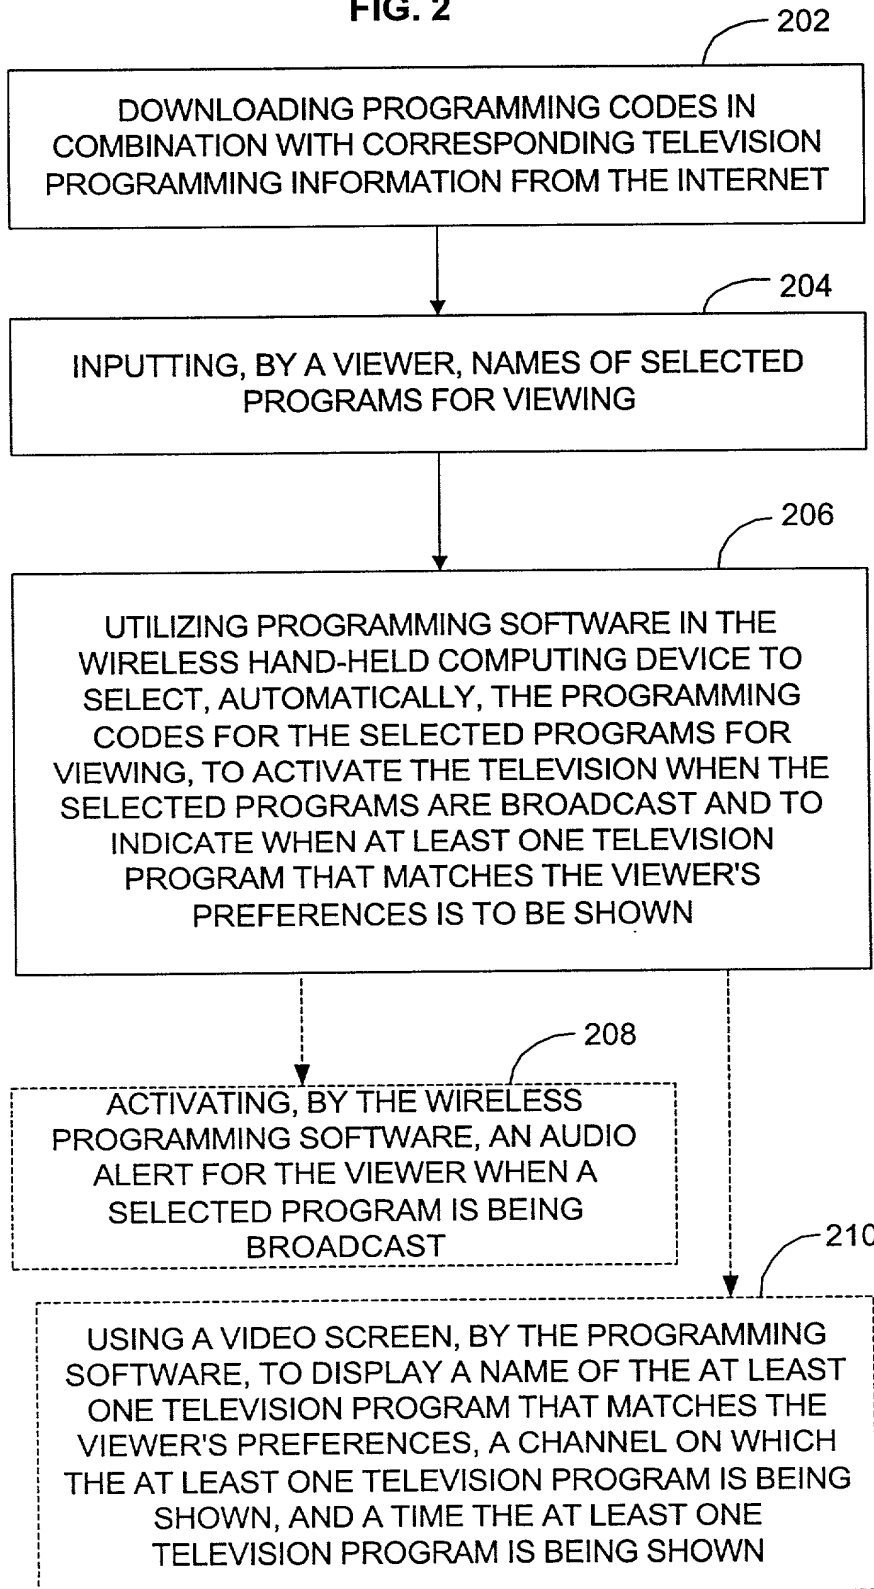 FIG. 2
202
DOWNLOADING PROGRAMMING CODES IN
COMBINATION WITH CORRESPONDING TELEVISION
PROGRAMMING INFORMATION FROM THE INTERNET
204
INPUTTING, BY A VIEWER, NAMES OF SELECTED
PROGRAMS FOR VIEWING
206
UTILIZING PROGRAMMING SOFTWARE IN THE
WIRELESS HAND-HELD COMPUTING DEVICE TO
SELECT, AUTOMATICALLY, THE PROGRAMMING
CODES FOR THE SELECTED PROGRAMS FOR
VIEWING, TO ACTIVATE THE TELEVISION WHEN THE
SELECTED PROGRAMS ARE BROADCAST AND TO
INDICATE WHEN AT LEAST ONE TELEVISION
PROGRAM THAT MATCHES THE VIEWER'S
PREFERENCES IS TO BE SHOWN
208
ACTIVATING, BY THE WIRELESS
PROGRAMMING SOFTWARE, AN AUDIO
ALERT FOR THE VIEWER WHEN A
SELECTED PROGRAM IS BEING
BROADCAST
210
USING A VIDEO SCREEN, BY THE PROGRAMMING
SOFTWARE, TO DISPLAY A NAME OF THE AT LEAST
ONE TELEVISION PROGRAM THAT MATCHES THE
VIEWER'S PREFERENCES, A CHANNEL ON WHICH
THE AT LEAST ONE TELEVISION PROGRAM IS BEING
SHOWN, AND A TIME THE AT LEAST ONE
TELEVISION PROGRAM IS BEING SHOWN